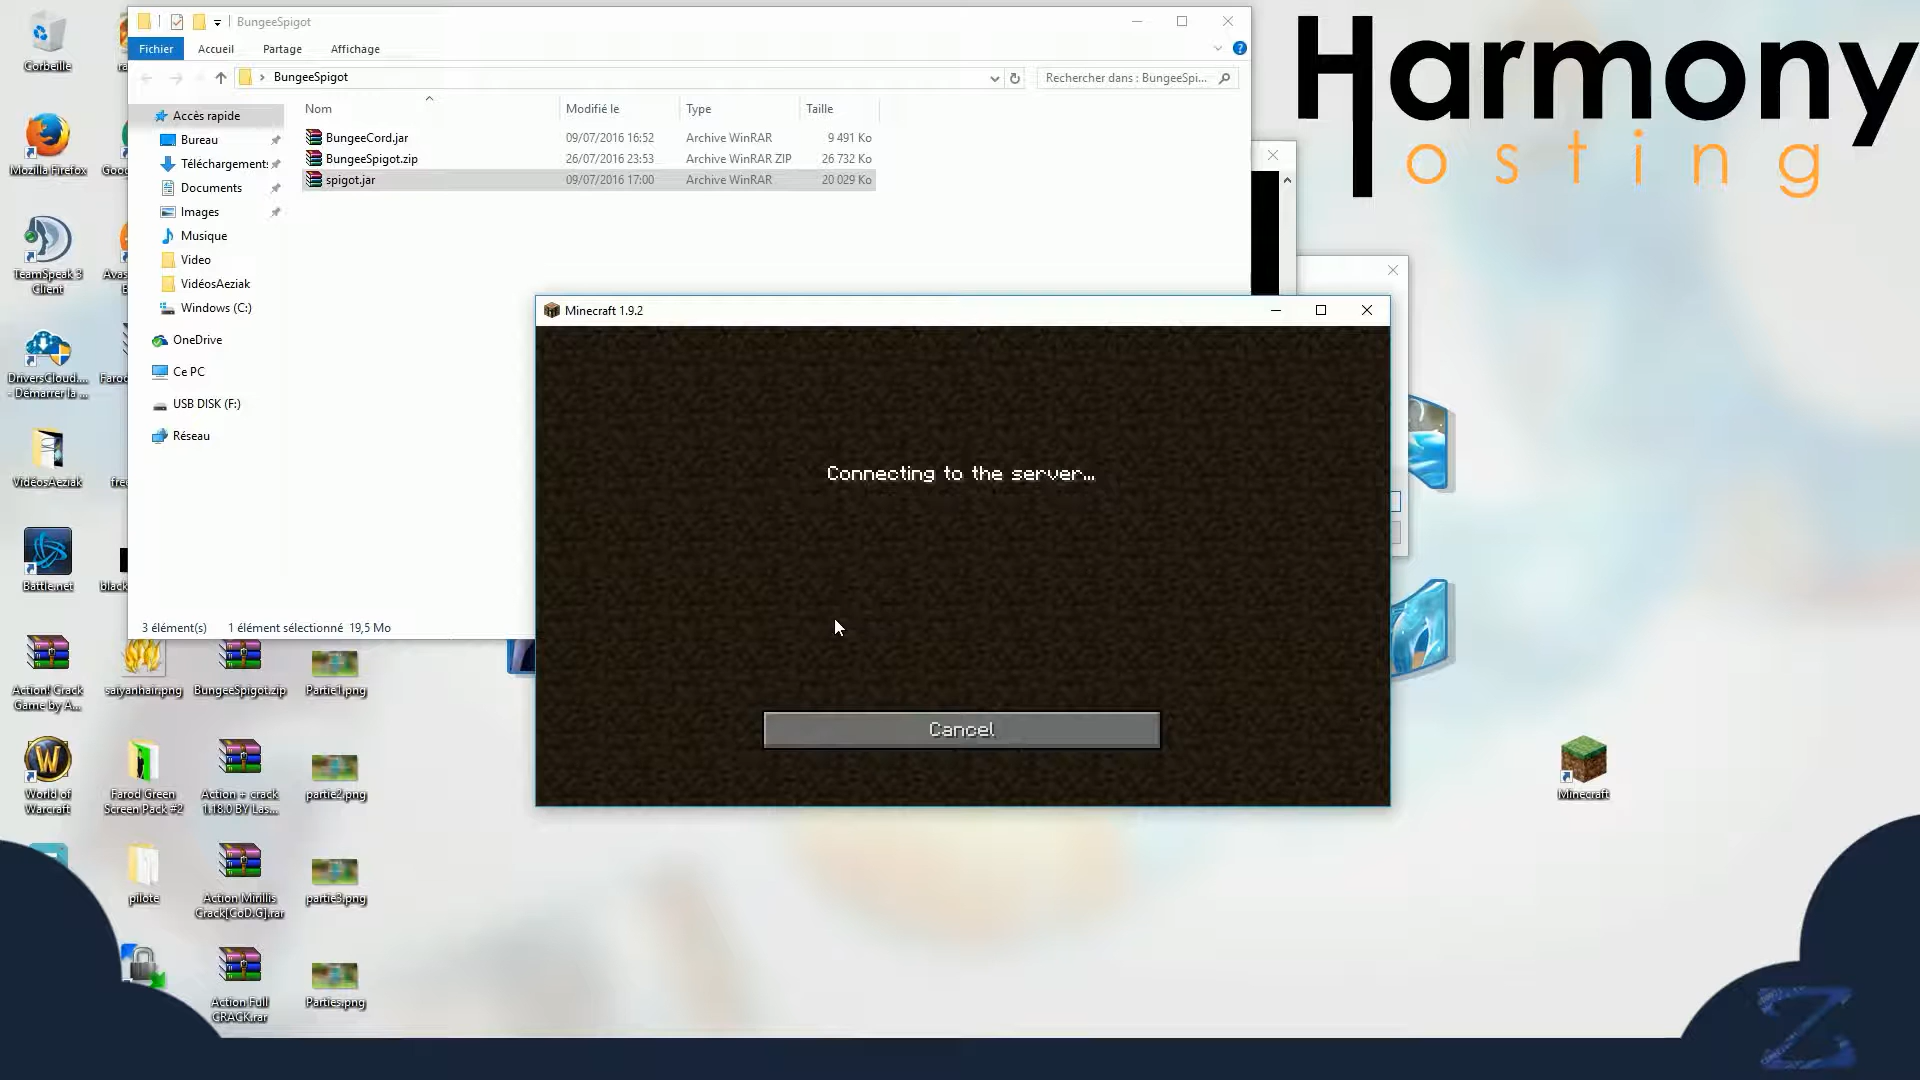 BungeeSpigot
Fichier Accueil Partage Affichage
BungeeSpigot
Rechercher dans : BungeeSpi...
Nom Modifié le Type Taille
BungeeCord.jar 09/07/2016 16:52 Archive WinRAR 9 491 Ko
BungeeSpigot.zip 26/07/2016 23:53 Archive WinRAR ZIP 26 732 Ko
spigot.jar 09/07/2016 17:00 Archive WinRAR 20 029 Ko
Accès rapide
Bureau
Téléchargements
Documents
Images
Musique
Video
VidéosAeziak
Windows (C:)
OneDrive
Ce PC
USB DISK (F:)
Réseau
3 élément(s) 1 élément sélectionné 19,5 Mo
Minecraft 1.9.2
Connecting to the server...
Cancel
Harmony
Hosting
Corbeille
Mozilla Firefox
TeamSpeak 3
Client
DriversCloud....
- Démarrer la ...
VidéosAeziak
Battle.net
Action! Crack
Game by A...
saiyanhair.png
BungeeSpigot.zip
Partie1.png
World of
Warcraft
Farod Green
Screen Pack #2
Action + crack
1.18.0 BY Las...
partie2.png
pilote
Action Mirillis
Crack[CoD.G].rar
partie3.png
Action Full
CRACK.rar
Parties.png
Minecraft
Z